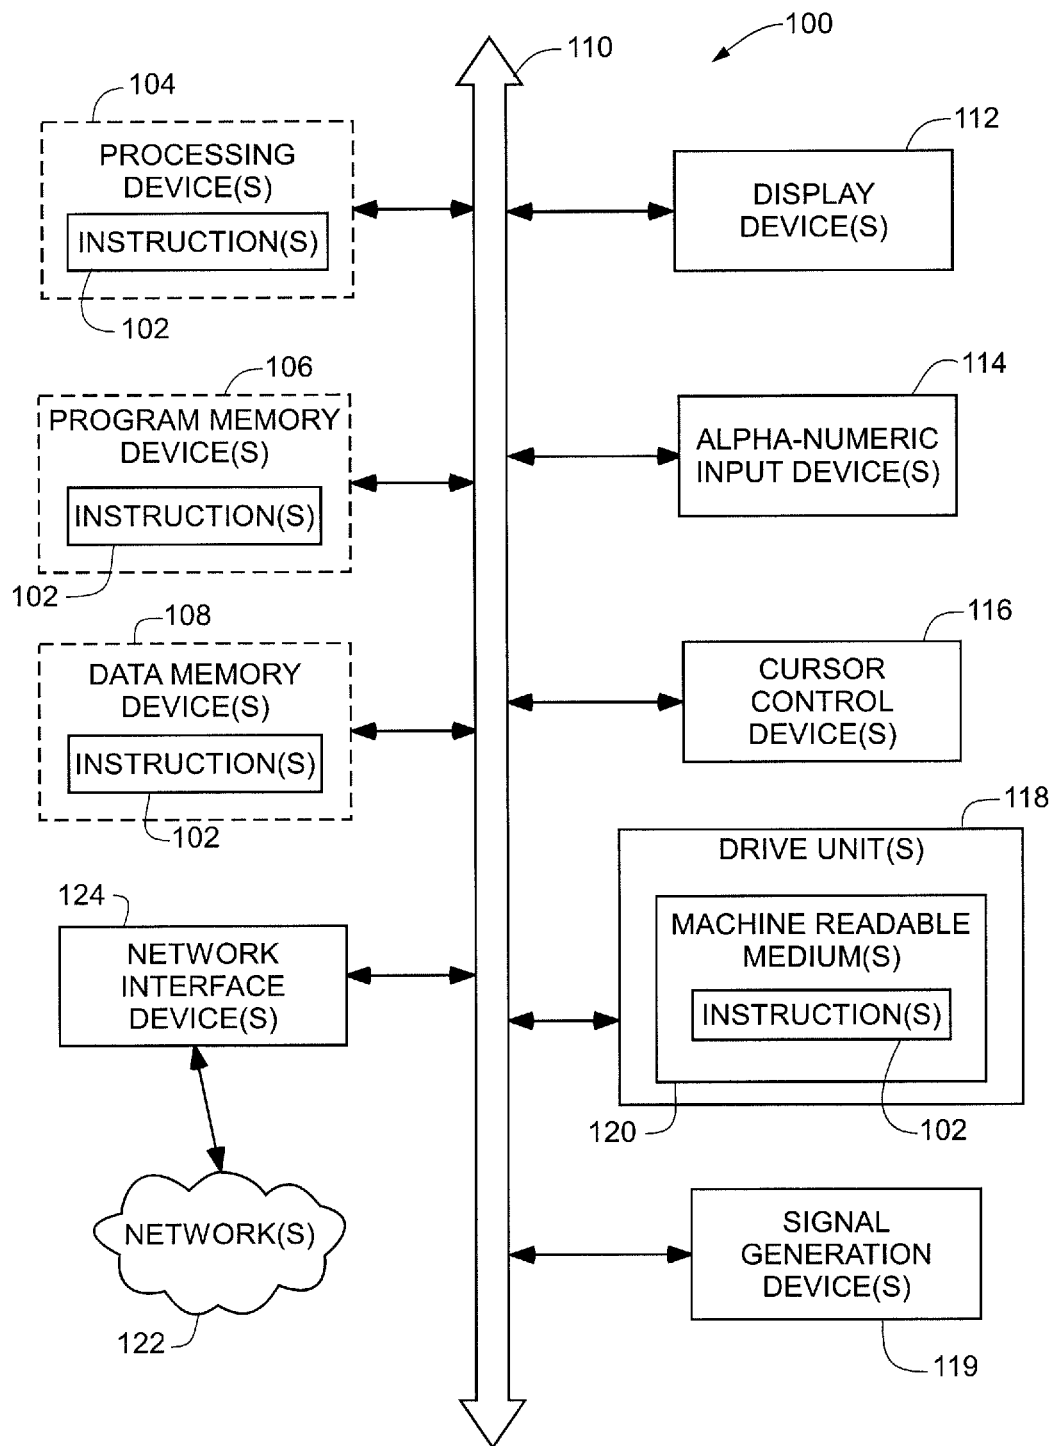 100
110
104
PROCESSING
DEVICE(S)
INSTRUCTION(S)
102
112
DISPLAY
DEVICE(S)
106
PROGRAM MEMORY
DEVICE(S)
INSTRUCTION(S)
102
114
ALPHA-NUMERIC
INPUT DEVICE(S)
108
DATA MEMORY
DEVICE(S)
INSTRUCTION(S)
102
116
CURSOR
CONTROL
DEVICE(S)
124
NETWORK
INTERFACE
DEVICE(S)
118
DRIVE UNIT(S)
MACHINE READABLE
MEDIUM(S)
INSTRUCTION(S)
120
102
NETWORK(S)
122
SIGNAL
GENERATION
DEVICE(S)
119